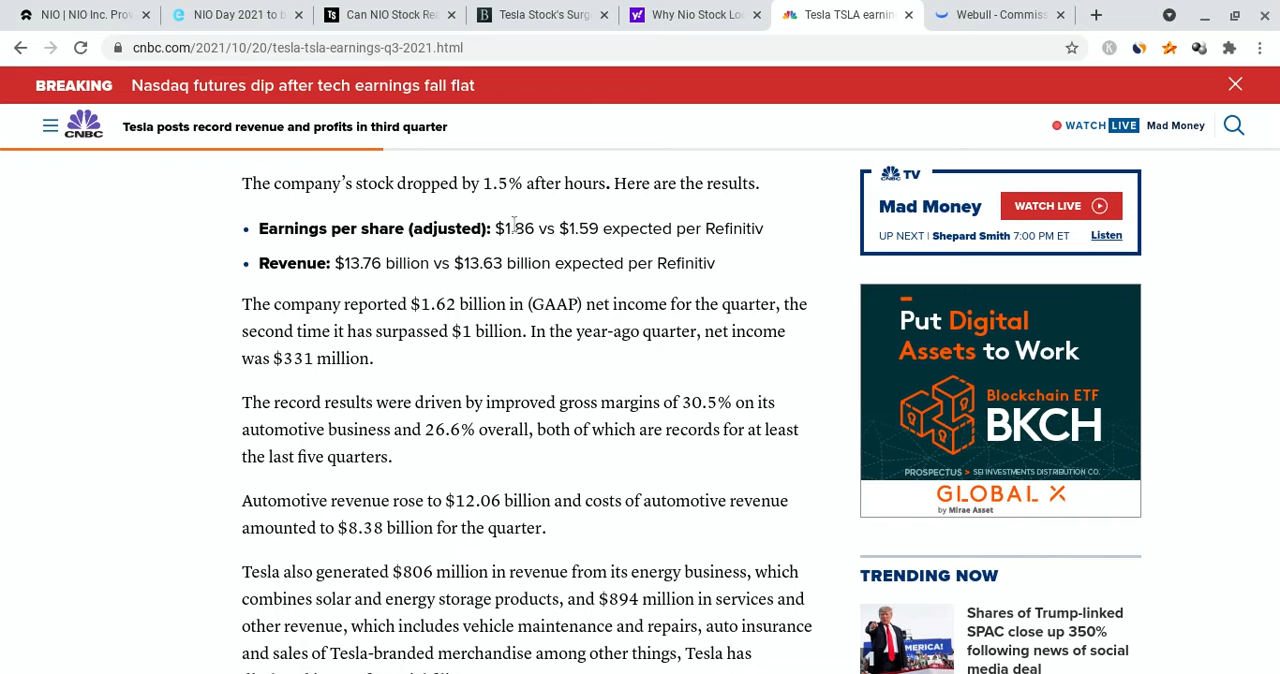 NIO | NIO Inc. Prov
NIO Day 2021 to b
Can NIO Stock Rea
Tesla Stock's Surg
Why Nio Stock Lo
Tesla TSLA earnin
Webull - Commiss
cnbc.com/2021/10/20/tesla-tsla-earnings-q3-2021.html
BREAKING Nasdaq futures dip after tech earnings fall flat
CNBC Tesla posts record revenue and profits in third quarter WATCH LIVE Mad Money
The company's stock dropped by 1.5% after hours. Here are the results.
• Earnings per share (adjusted): $1.86 vs $1.59 expected per Refinitiv
• Revenue: $13.76 billion vs $13.63 billion expected per Refinitiv
The company reported $1.62 billion in (GAAP) net income for the quarter, the
second time it has surpassed $1 billion. In the year-ago quarter, net income
was $331 million.
The record results were driven by improved gross margins of 30.5% on its
automotive business and 26.6% overall, both of which are records for at least
the last five quarters.
Automotive revenue rose to $12.06 billion and costs of automotive revenue
amounted to $8.38 billion for the quarter.
Tesla also generated $806 million in revenue from its energy business, which
combines solar and energy storage products, and $894 million in services and
other revenue, which includes vehicle maintenance and repairs, auto insurance
and sales of Tesla-branded merchandise among other things, Tesla has
TV
Mad Money WATCH LIVE
UP NEXT | Shepard Smith 7:00 PM ET Listen
Put Digital
Assets to Work
Blockchain ETF
BKCH
PROSPECTUS > SEI INVESTMENTS DISTRIBUTION CO.
GLOBAL X
by Mirae Asset
TRENDING NOW
Shares of Trump-linked
SPAC close up 350%
following news of social
media deal